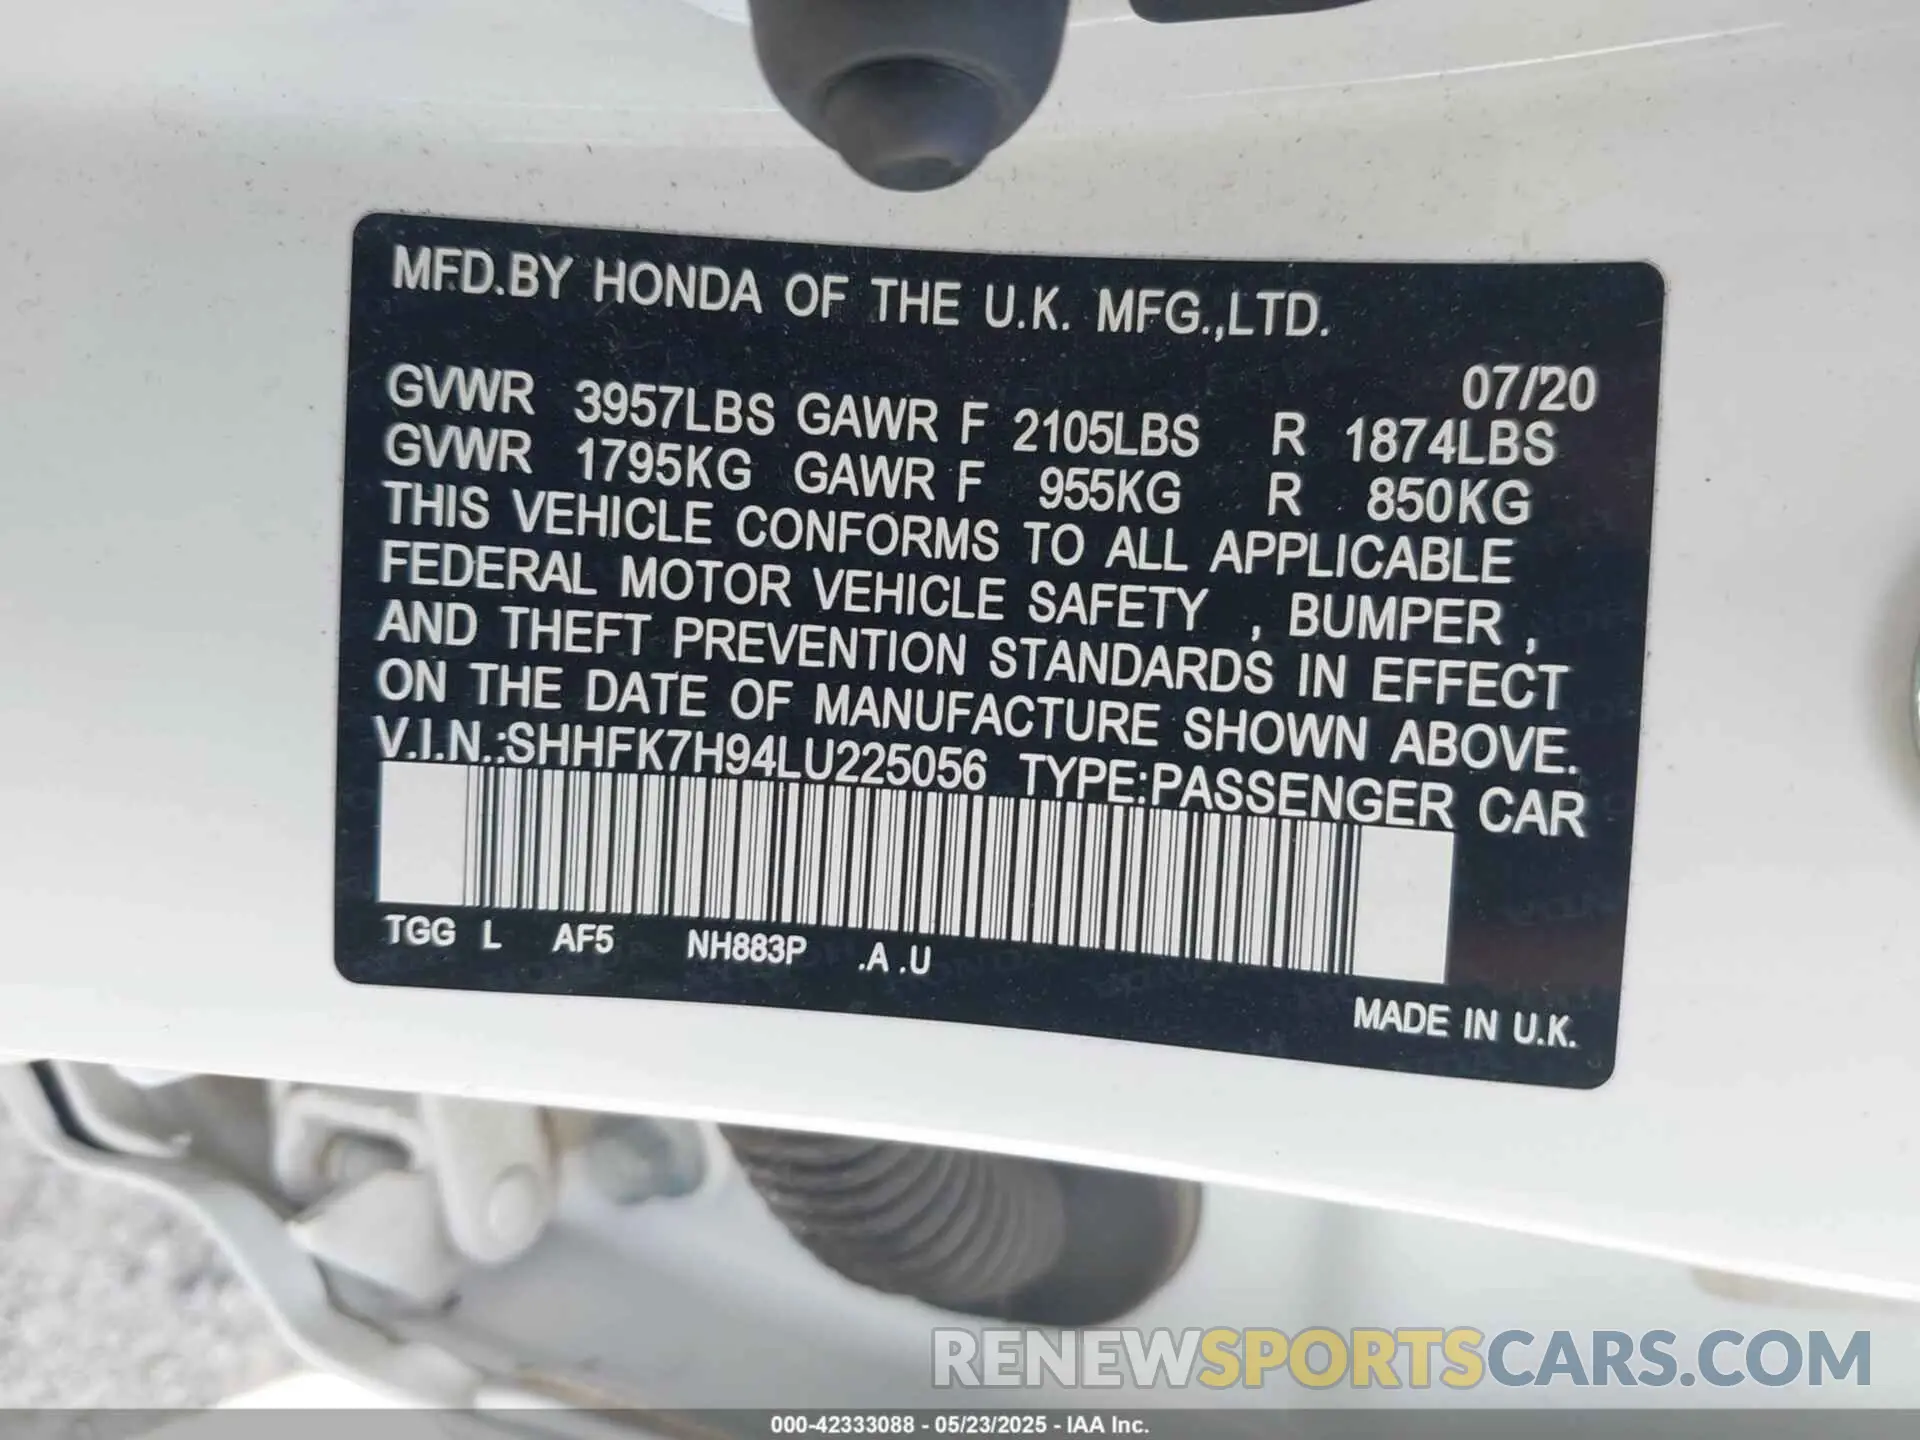 MFD.BY HONDA OF THE U.K. MFG.,LTD.
07/20
GVWR 3957LBS GAWR F 2105LBS R 1874LBS
GVWR 1795KG GAWR F 955KG R 850KG
THIS VEHICLE CONFORMS TO ALL APPLICABLE
FEDERAL MOTOR VEHICLE SAFETY , BUMPER ,
AND THEFT PREVENTION STANDARDS IN EFFECT
ON THE DATE OF MANUFACTURE SHOWN ABOVE.
V.I.N.:SHHFK7H94LU225056 TYPE:PASSENGER CAR
TGG L AF5 NH883P .A .U
MADE IN U.K.
RENEWSPORTSCARS.COM
000-42333088 - 05/23/2025 - IAA Inc.